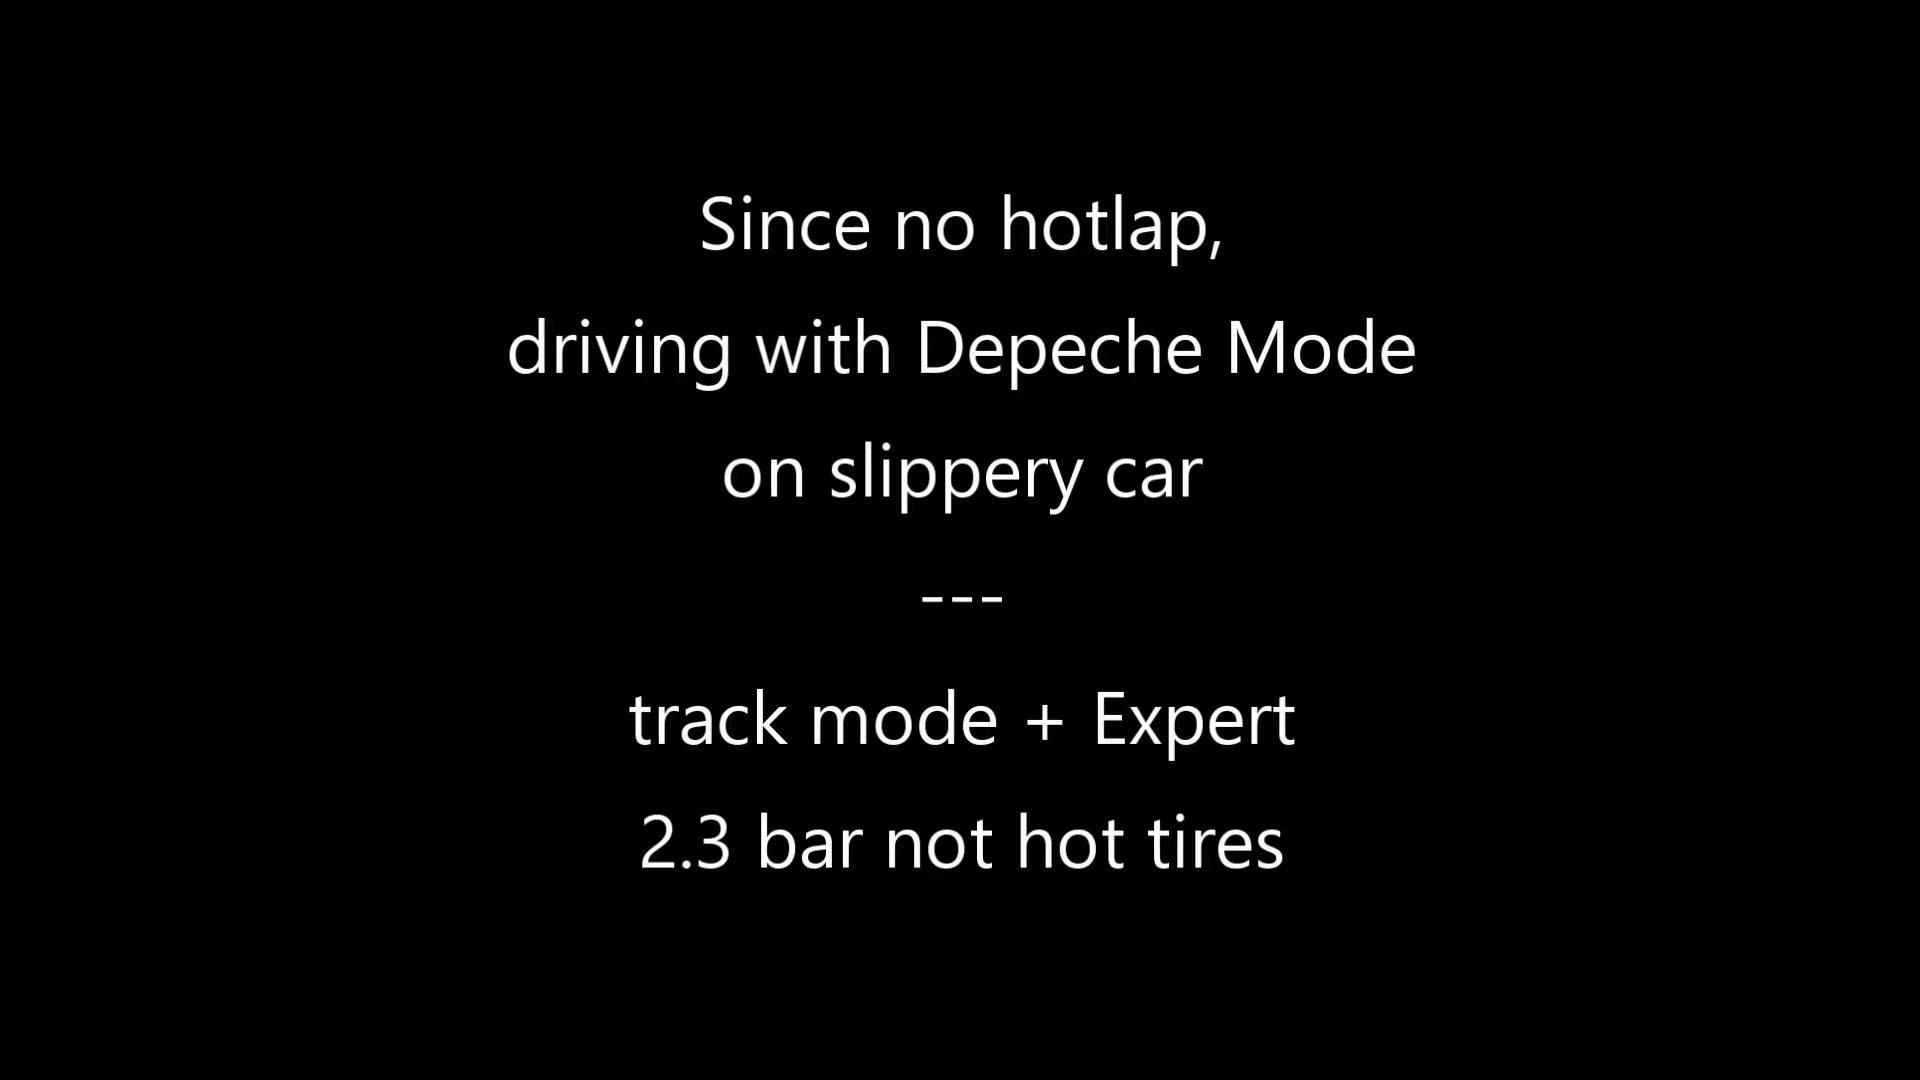 Since no hotlap,
driving with Depeche Mode
on slippery car
---
track mode + Expert
2.3 bar not hot tires